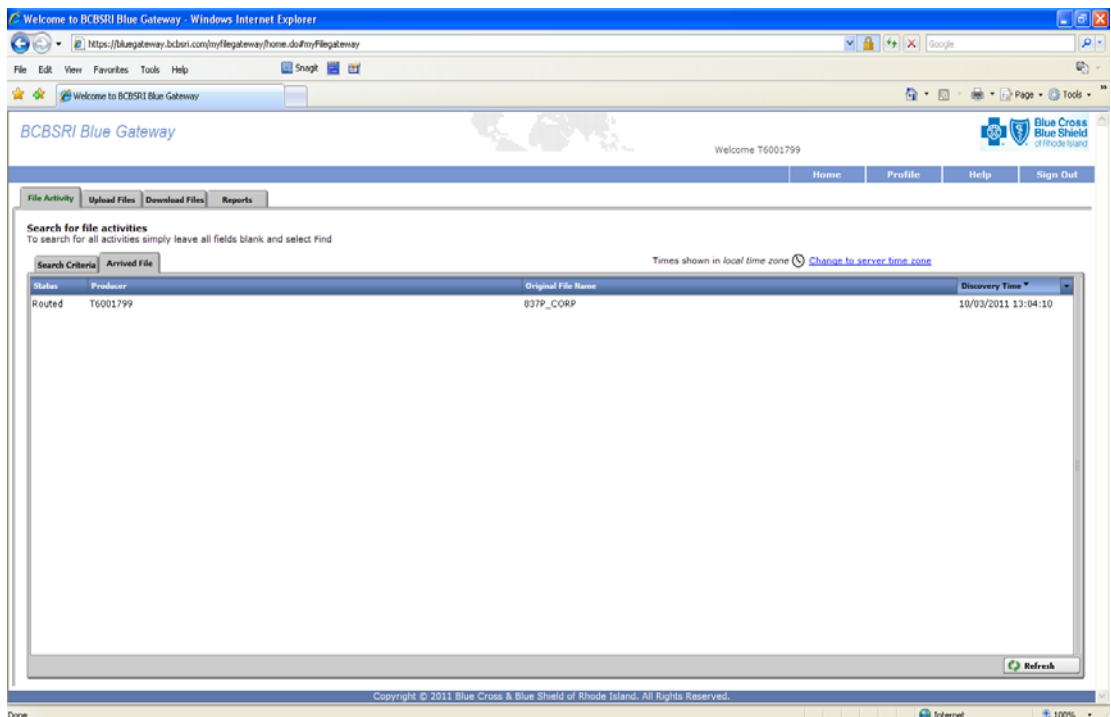 Welcome to BCBSRI Blue Gateway - Windows Internet Explorer
https://bluegateway.bcbsri.com/myfilegateway/home.do#myFilegateway
Google
File Edit View Favorites Tools Help
SnagIt
Welcome to BCBSRI Blue Gateway
Page
Tools
BCBSRI Blue Gateway
Welcome T6001799
Blue Cross
Blue Shield
of Rhode Island
Home Profile Help Sign Out
File Activity Upload Files Download Files Reports
Search for file activities
To search for all activities simply leave all fields blank and select Find
Search Criteria Arrived File
Times shown in local time zone Change to server time zone
Status Producer Original File Name Discovery Time
Routed T6001799 837P_CORP 10/03/2011 13:04:10
Refresh
Copyright © 2011 Blue Cross & Blue Shield of Rhode Island. All Rights Reserved.
Done Internet 100%